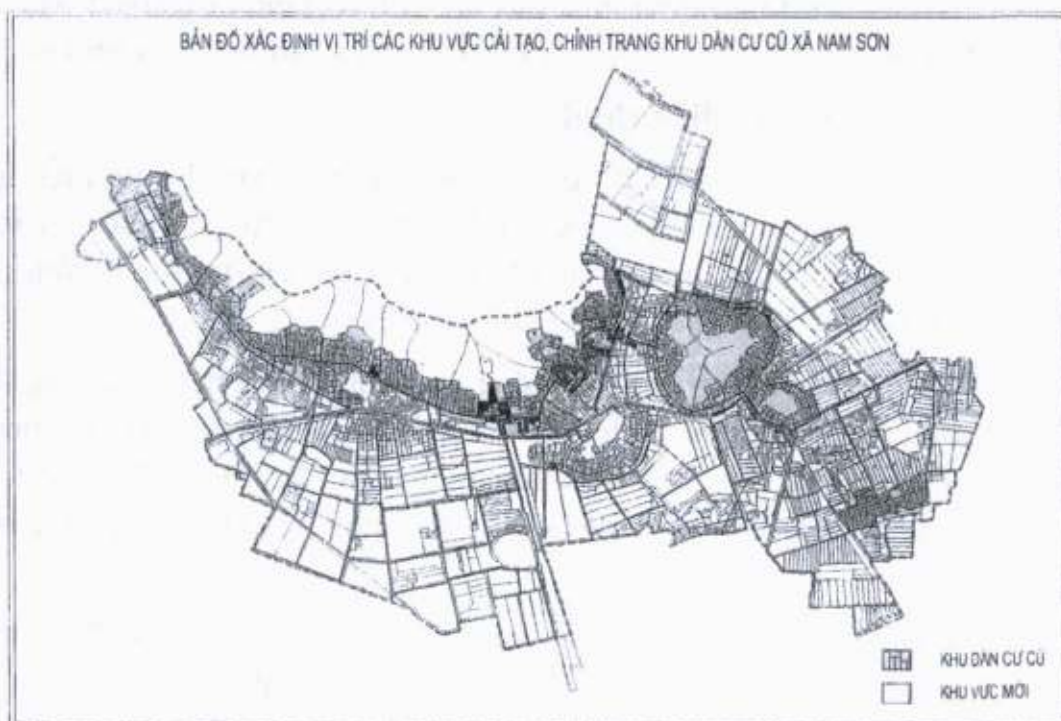 BẢN ĐỒ XÁC ĐỊNH VỊ TRÍ CÁC KHU VỰC CẢI TẠO, CHỈNH TRANG KHU DÂN CƯ CŨ XÃ NAM SƠN
KHU DÂN CƯ CŨ
KHU VỰC MỚI